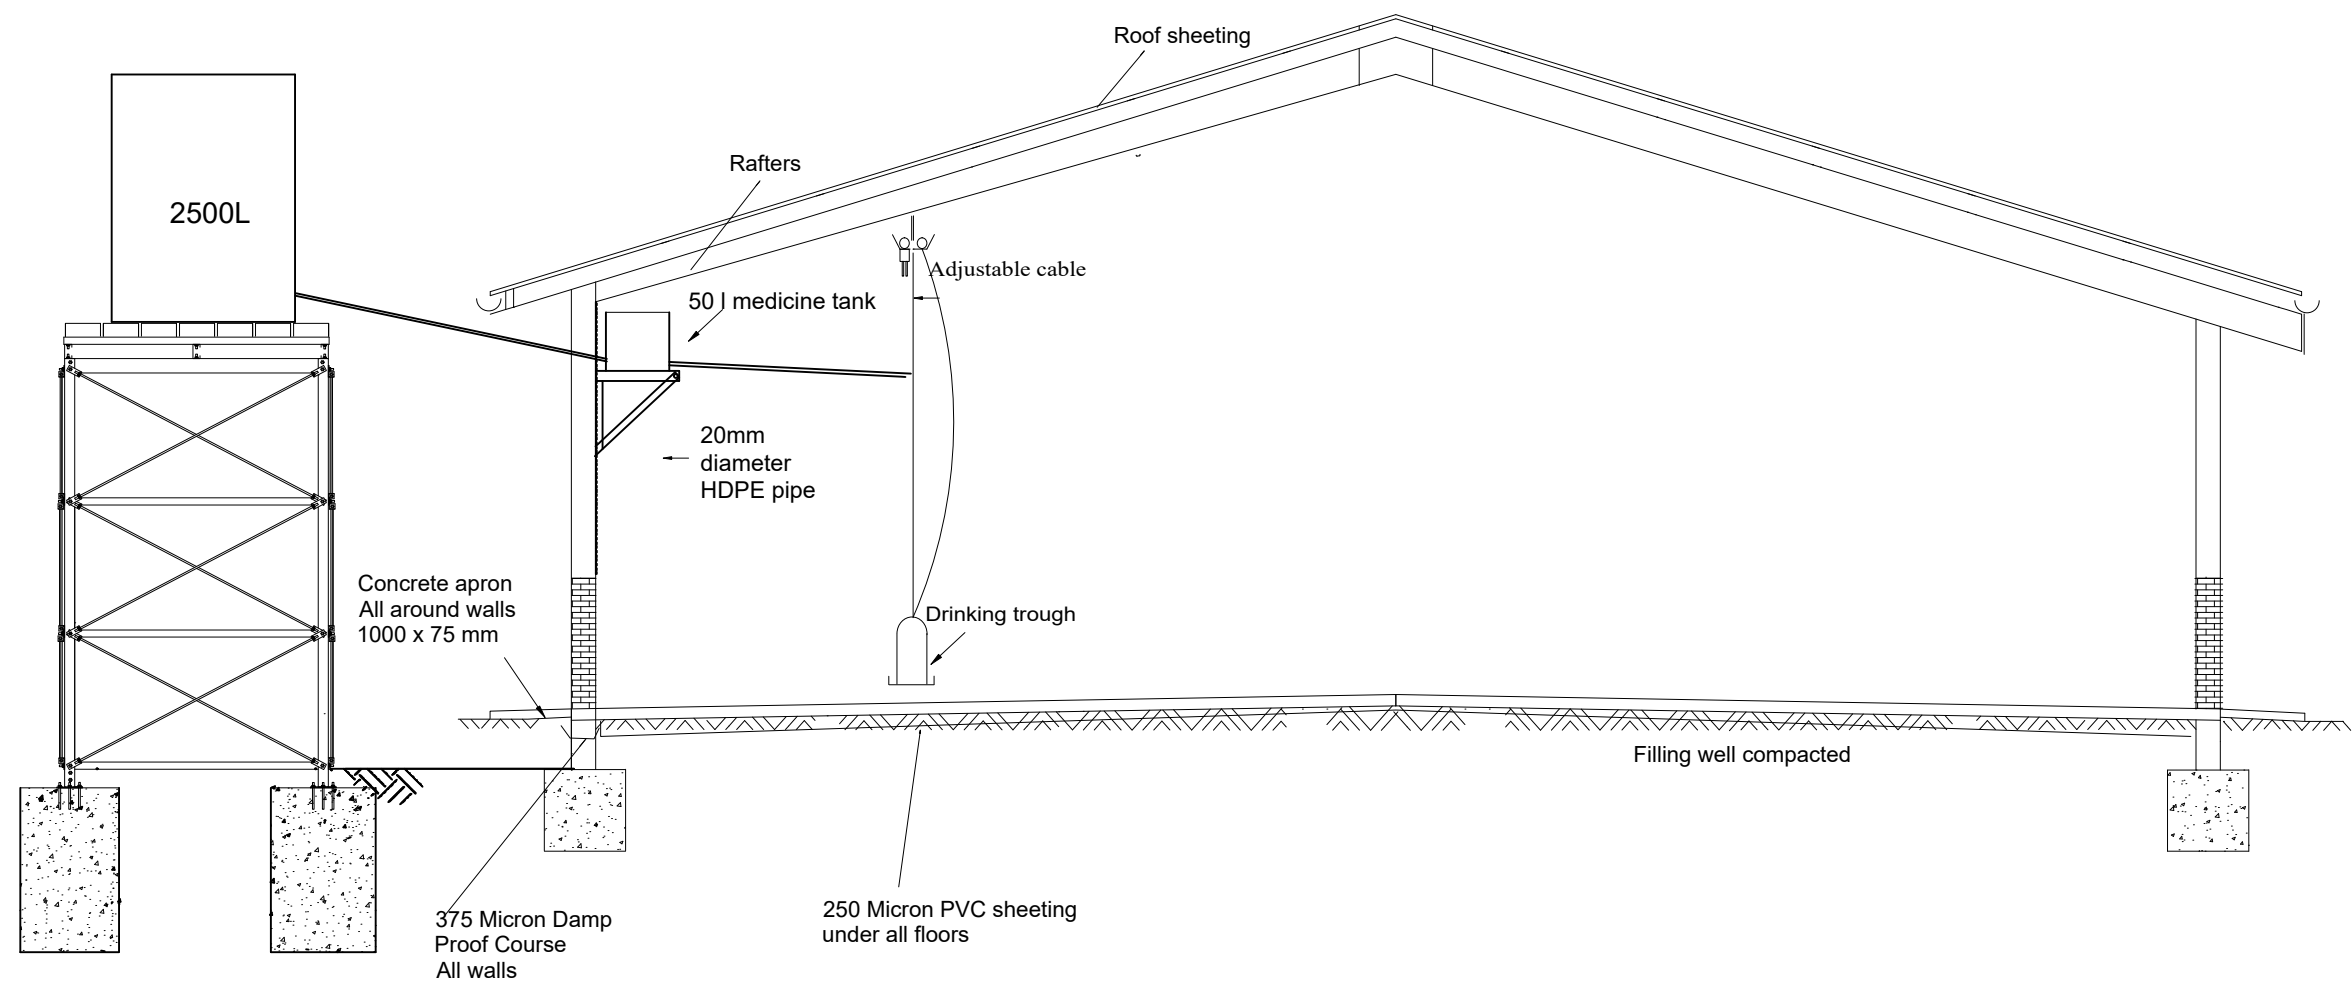 Roof sheeting
Rafters
2500L
Adjustable cable
50 l medicine tank
20mm
diameter
HDPE pipe
Concrete apron
All around walls
1000 x 75 mm
Drinking trough
Filling well compacted
375 Micron Damp
Proof Course
All walls
250 Micron PVC sheeting
under all floors